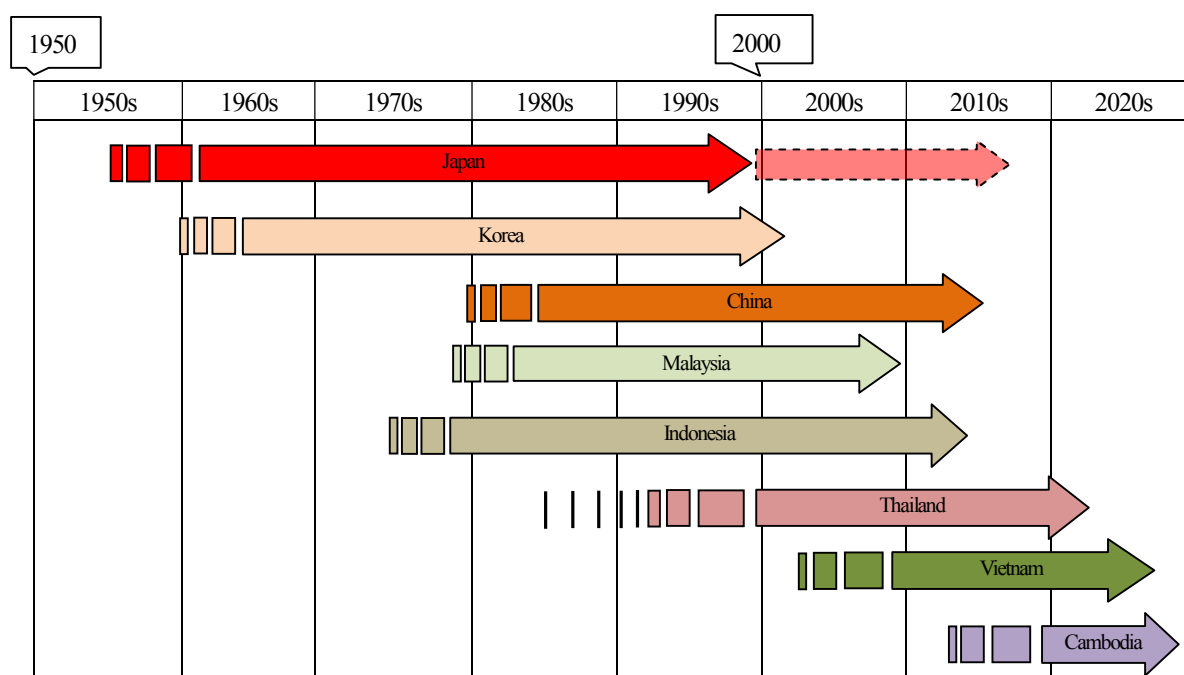 1950
2000
1950s 1960s 1970s 1980s 1990s 2000s 2010s 2020s
Japan
Korea
China
Malaysia
Indonesia
Thailand
Vietnam
Cambodia